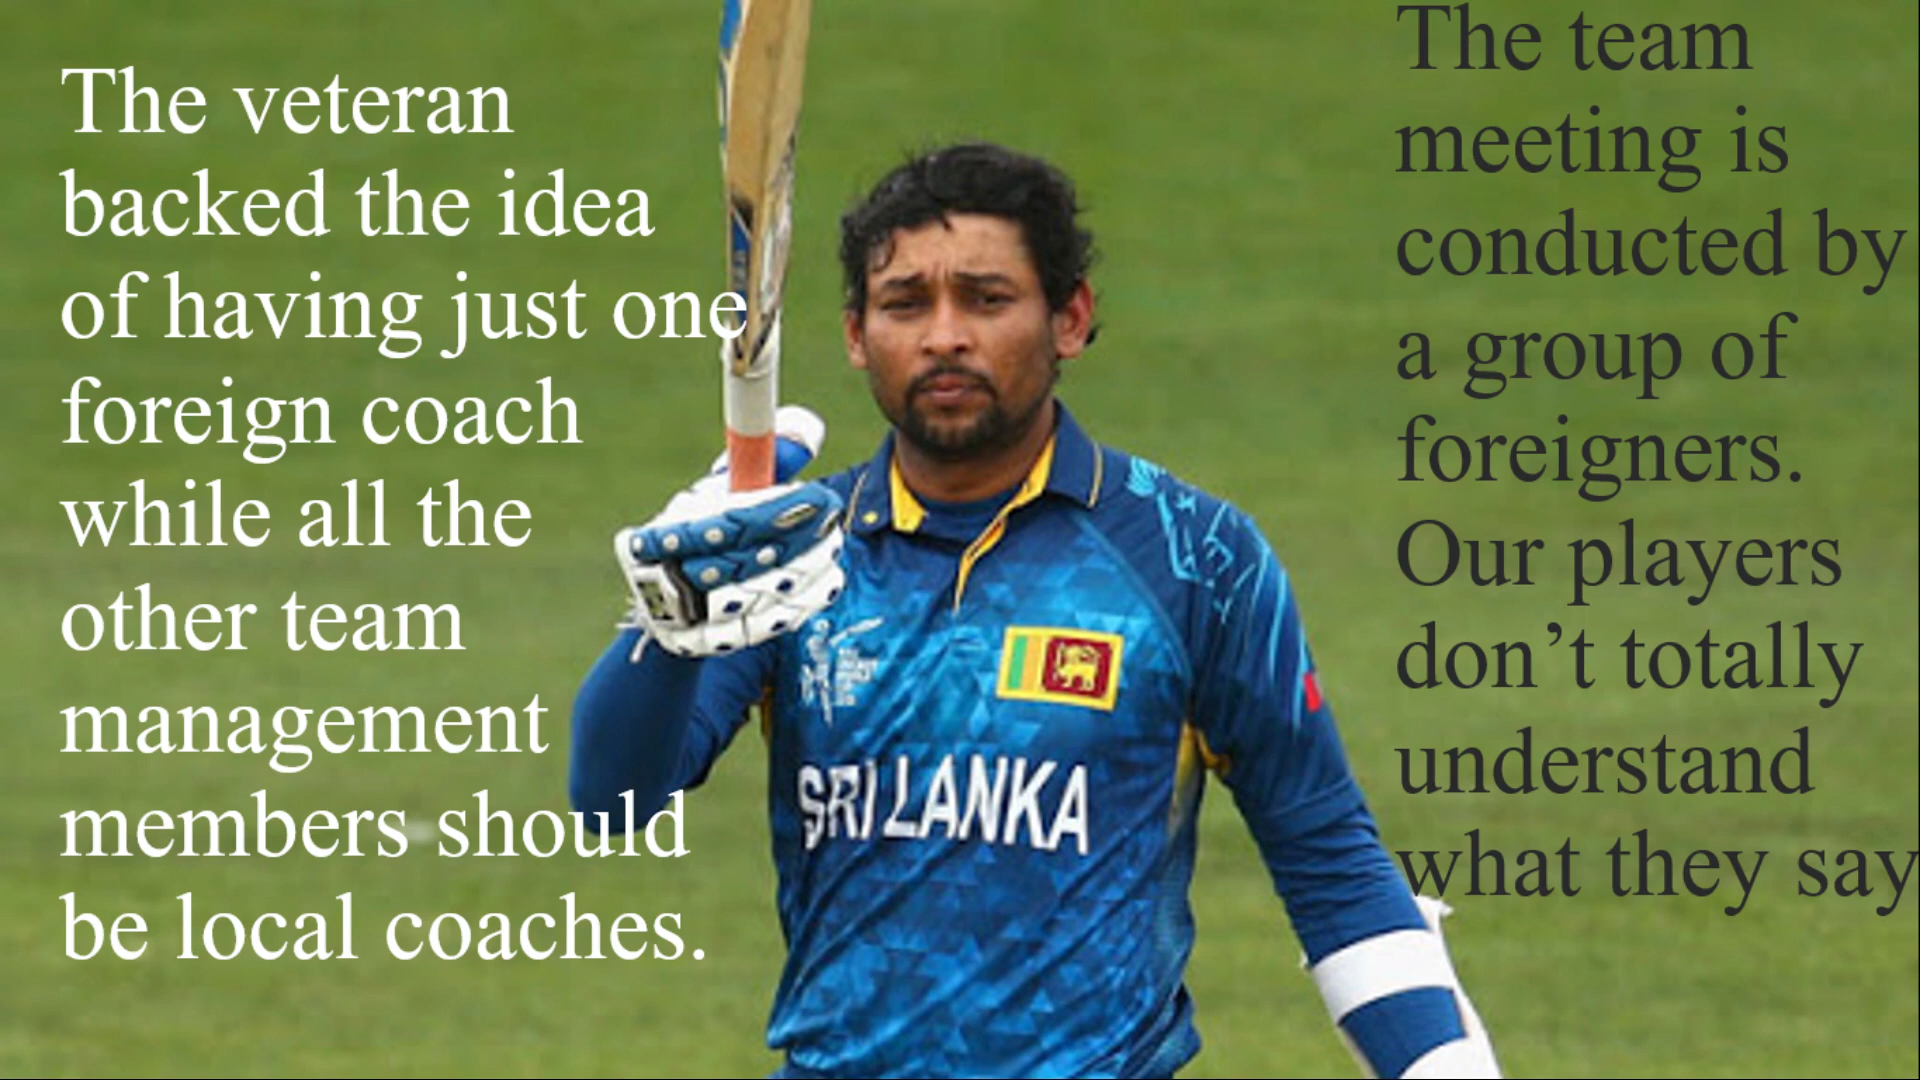 The veteran
backed the idea
of having just one
foreign coach
while all the
other team
management
members should
be local coaches.
The team
meeting is
conducted by
a group of
foreigners.
Our players
don’t totally
understand
what they say
SRI LANKA